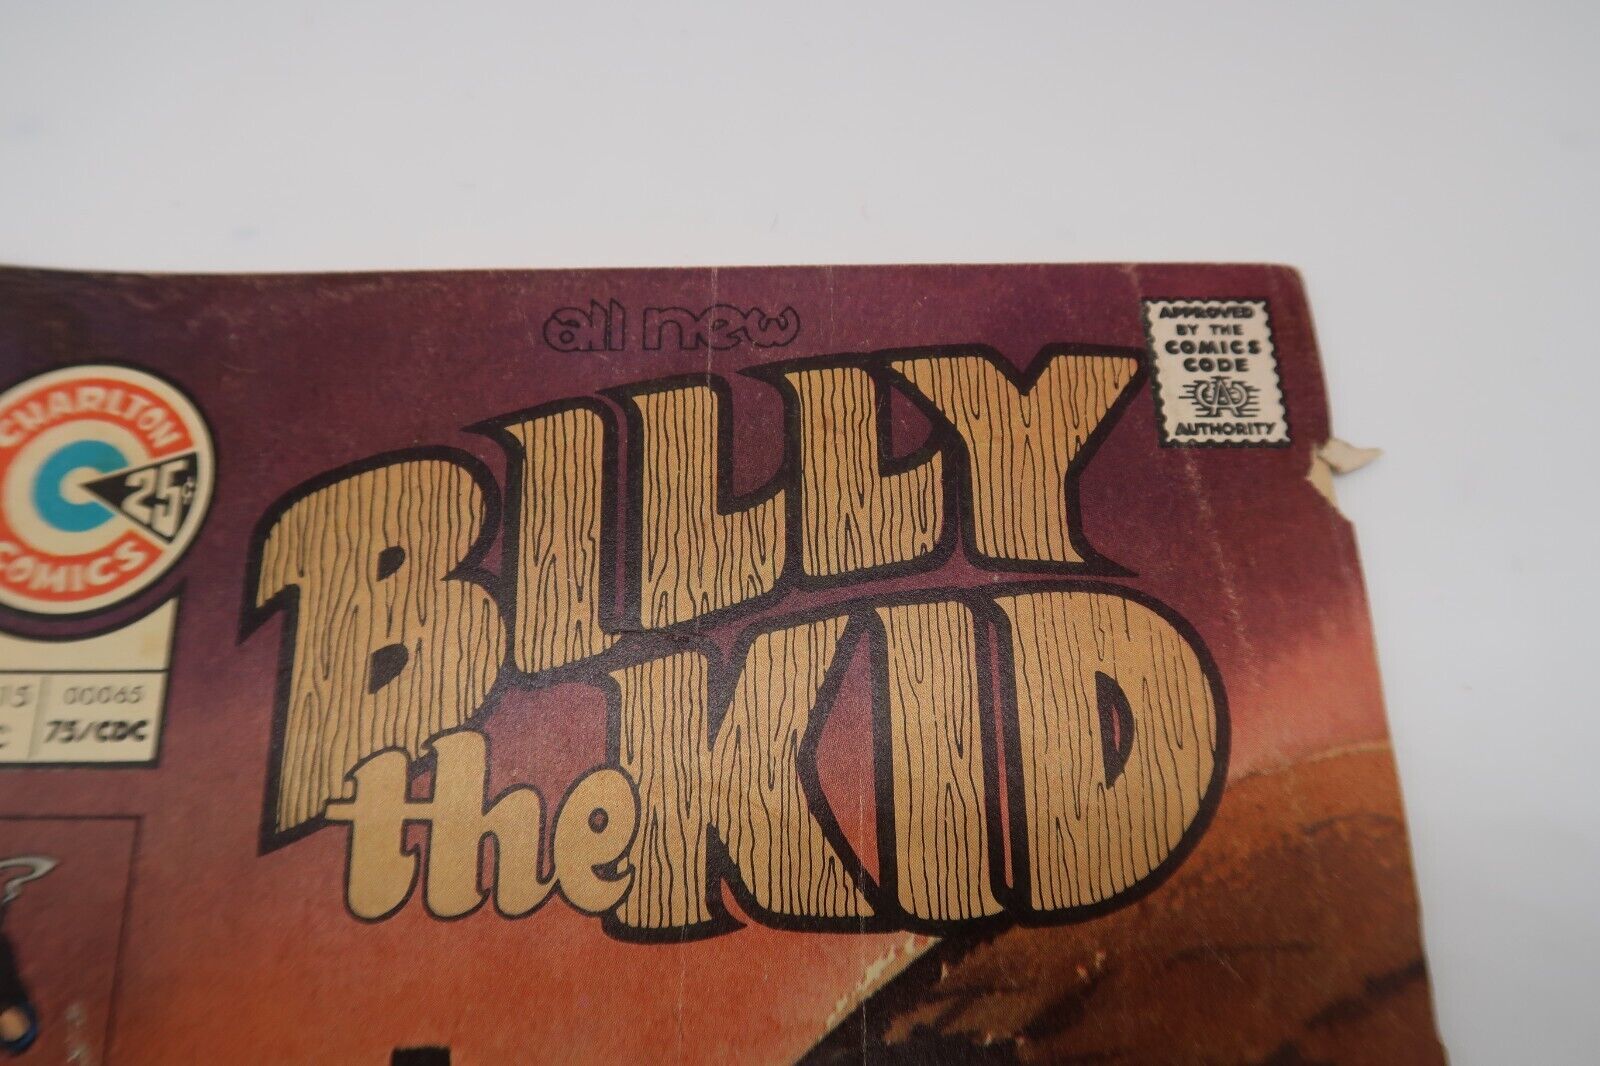 all new
BILLY
the KID
APPROVED
BY THE
COMICS
CODE
AUTHORITY
CHARLTON
COMICS
25¢
15
00065
C
75/CDC